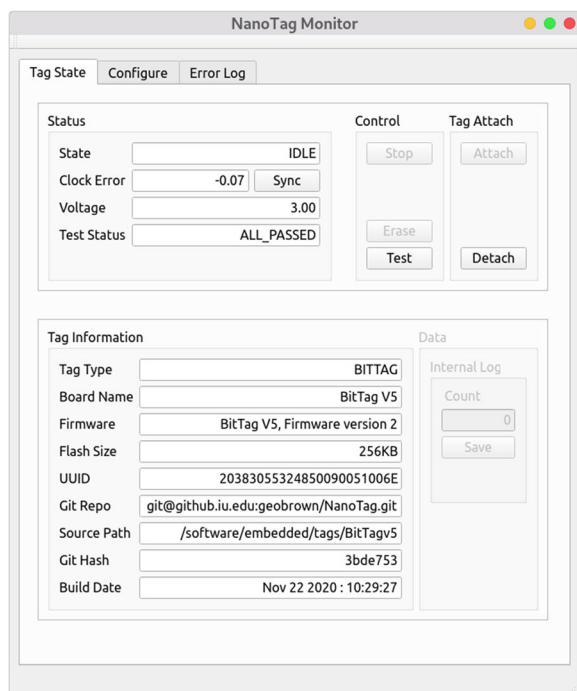 NanoTag Monitor
Tag State Configure Error Log
Status Control Tag Attach
State IDLE Stop Attach
Clock Error -0.07 Sync
Voltage 3.00
Erase
Test Status ALL_PASSED
Test Detach
Tag Information Data
Tag Type BITTAG Internal Log
Board Name BitTag V5 Count
Firmware BitTag V5, Firmware version 2 0
Flash Size 256KB Save
UUID 20383055324850090051006E
Git Repo git@github.iu.edu:geobrown/NanoTag.git
Source Path /software/embedded/tags/BitTagv5
Git Hash 3bde753
Build Date Nov 22 2020 : 10:29:27